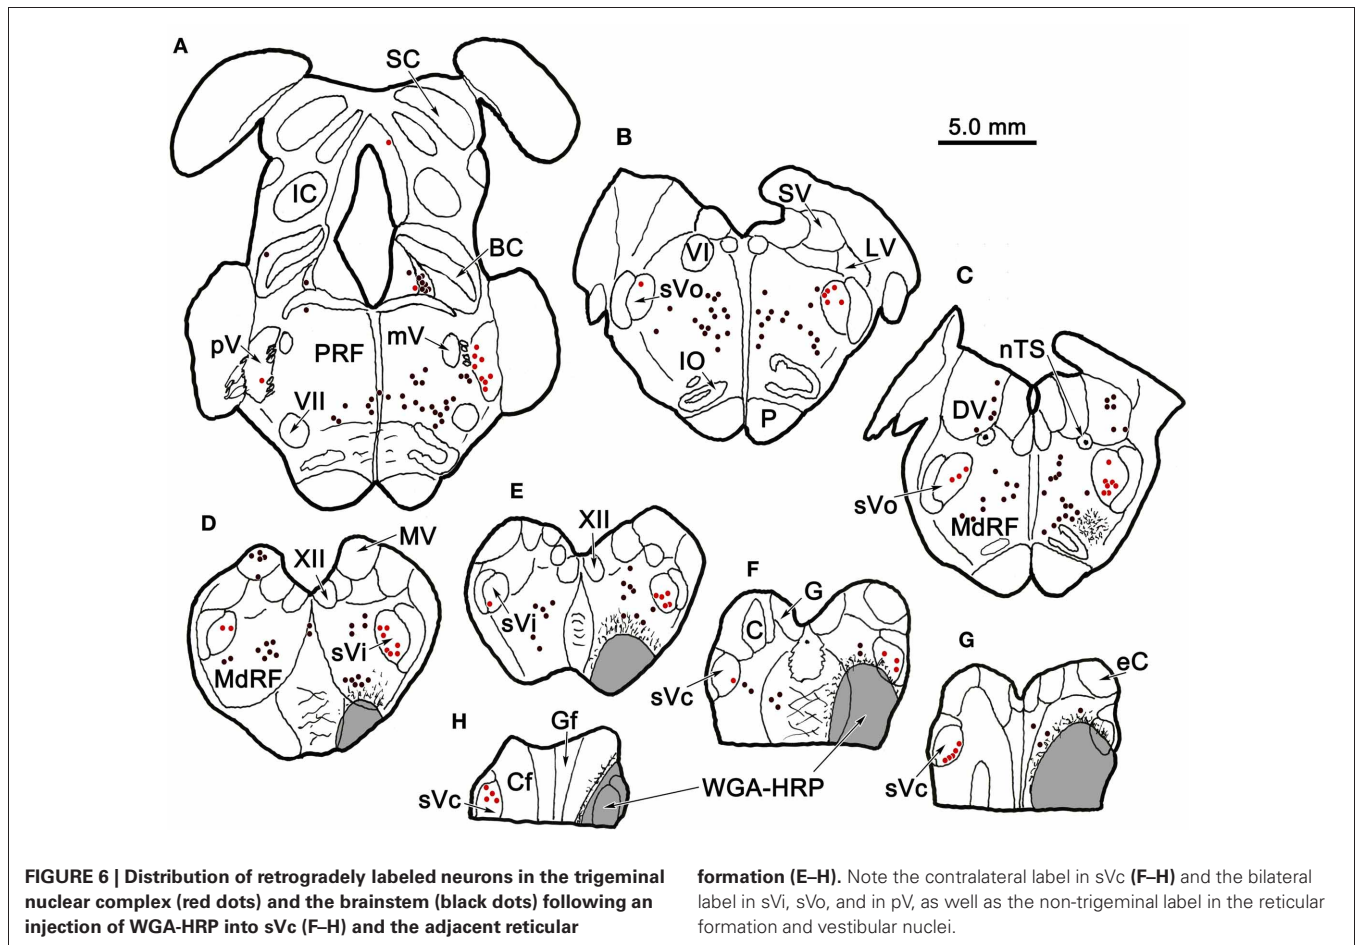 A
SC
B
5.0 mm
IC
SV
VI
LV
BC
C
sVo
pV
PRF
mV
nTS
IO
VII
DV
P
sVo
E
MdRF
D
XII
XII
MV
F
G
C
sVi
sVi
G
eC
MdRF
sVc
H
Gf
Cf
WGA-HRP
sVc
sVc
FIGURE 6 | Distribution of retrogradely labeled neurons in the trigeminal
nuclear complex (red dots) and the brainstem (black dots) following an
injection of WGA-HRP into sVc (F–H) and the adjacent reticular
formation (E–H). Note the contralateral label in sVc (F–H) and the bilateral
label in sVi, sVo, and in pV, as well as the non-trigeminal label in the reticular
formation and vestibular nuclei.